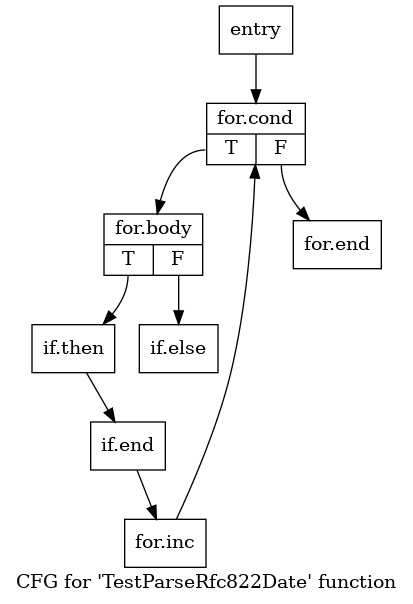 entry
for.cond
T F
for.body
T F
for.end
if.then
if.else
if.end
for.inc
CFG for 'TestParseRfc822Date' function